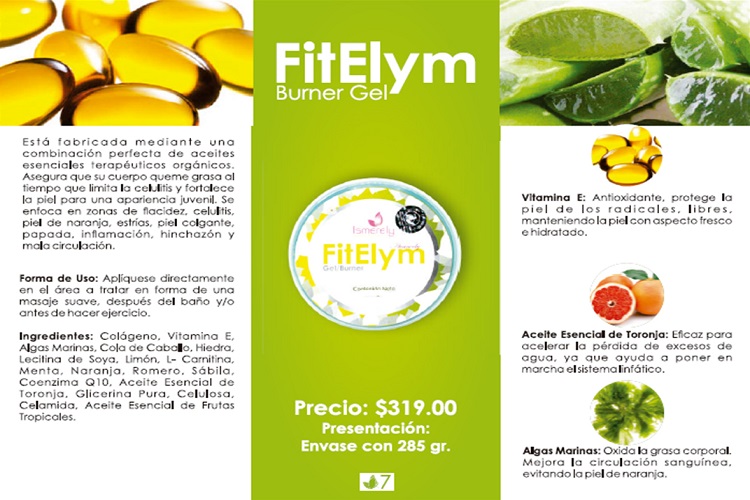 FitElym
Burner Gel
Está fabricada mediante una
combinación perfecta de aceites
esenciales terapéuticos orgánicos.
Asegura que su cuerpo queme grasa al
tiempo que limita la celulitis y fortalece
la piel para una apariencia juvenil. Se
enfoca en zonas de flacidez, celulitis,
piel de naranja, estrías, piel colgante,
papada, inflamación, hinchazón y
mala circulación.
Forma de Uso: Aplíquese directamente
en el área a tratar en forma de una
masaje suave, después del baño y/o
antes de hacer ejercicio.
Ingredientes: Colágeno, Vitamina E,
Algas Marinas, Cola de Caballo, Hiedra,
Lecitina de Soya, Limón, L- Carnitina,
Menta, Naranja, Romero, Sábila,
Coenzima Q10, Aceite Esencial de
Toronja, Glicerina Pura, Celulosa,
Celamida, Aceite Esencial de Frutas
Tropicales.
Esmerely
FitElym
Gel Burner
Contenido Neto
Precio: $319.00
Presentación:
Envase con 285 gr.
7
Vitamina E: Antioxidante, protege la
piel de los radicales, libres,
manteniendo la piel con aspecto fresco
e hidratado.
Aceite Esencial de Toronja: Eficaz para
acelerar la pérdida de excesos de
agua, ya que ayuda a poner en
marcha el sistema linfático.
Algas Marinas: Oxida la grasa corporal.
Mejora la circulación sanguínea,
evitando la piel de naranja.